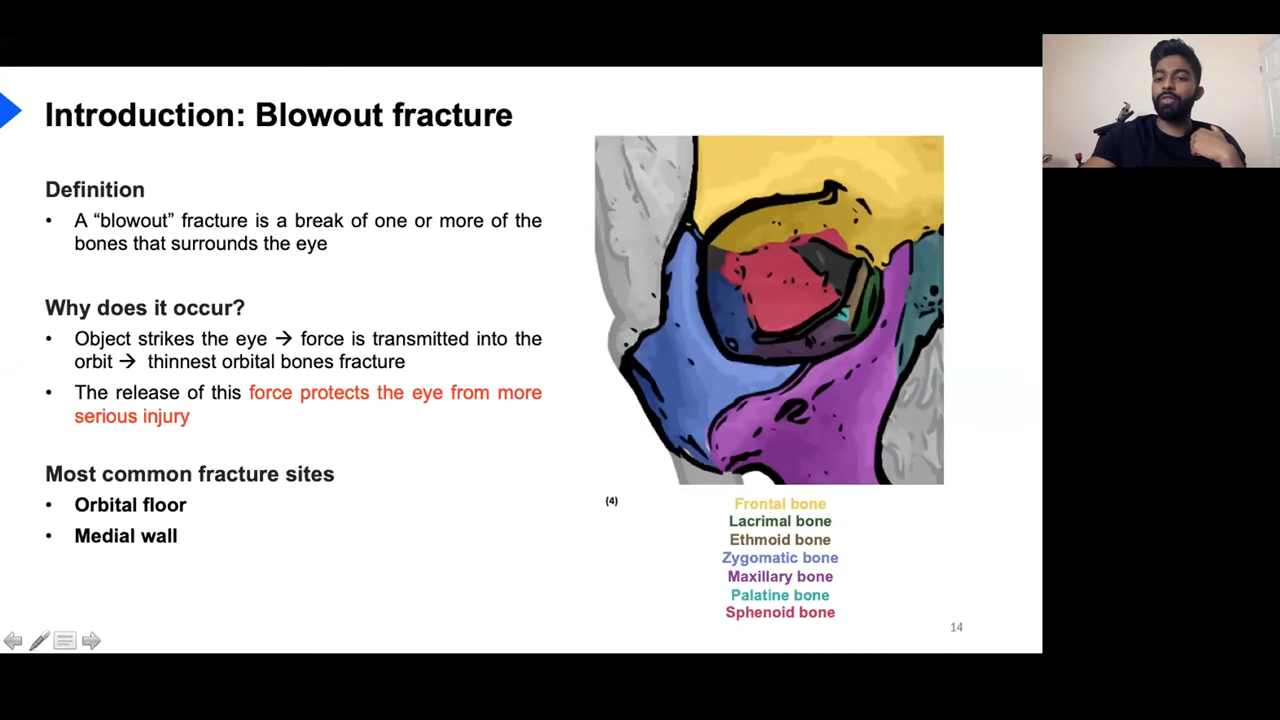 Introduction: Blowout fracture
Definition
• A “blowout” fracture is a break of one or more of the
bones that surrounds the eye
Why does it occur?
• Object strikes the eye → force is transmitted into the
orbit → thinnest orbital bones fracture
• The release of this force protects the eye from more
serious injury
Most common fracture sites
• Orbital floor
• Medial wall
(4)
Frontal bone
Lacrimal bone
Ethmoid bone
Zygomatic bone
Maxillary bone
Palatine bone
Sphenoid bone
14